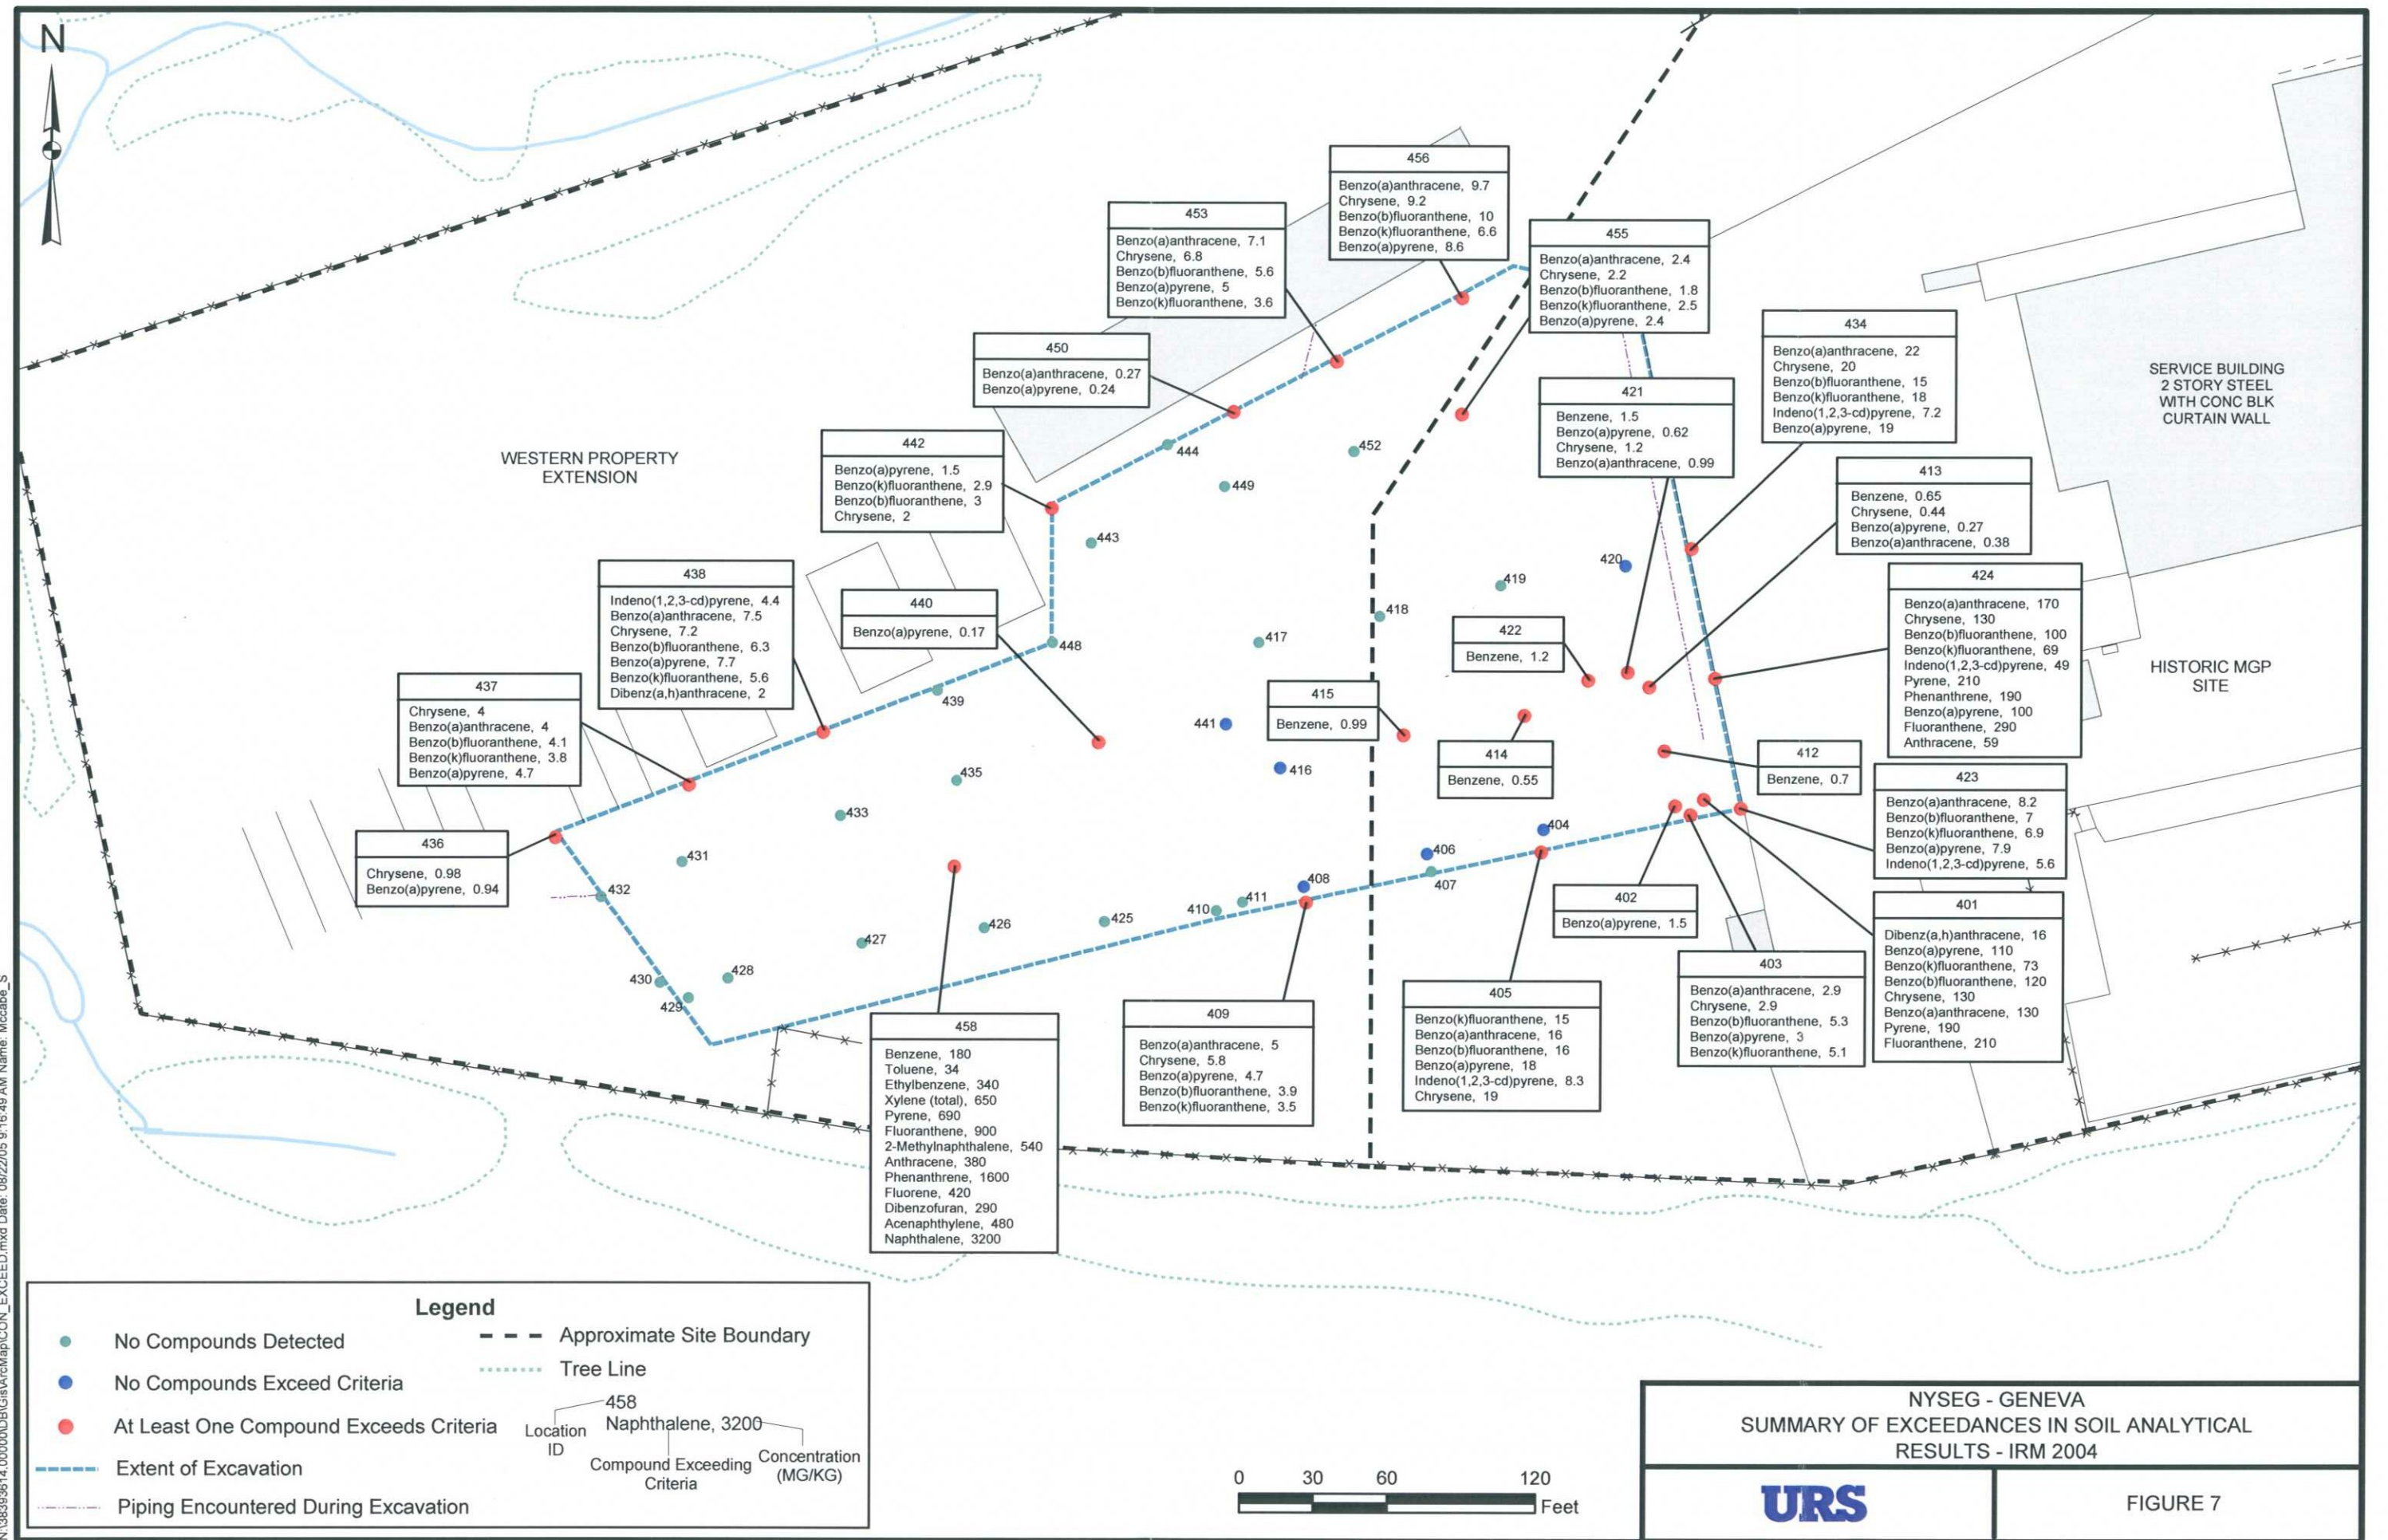 N
456
Benzo(a)anthracene, 9.7
Chrysene, 9.2
Benzo(b)fluoranthene, 10
Benzo(k)fluoranthene, 6.6
Benzo(a)pyrene, 8.6
453
Benzo(a)anthracene, 7.1
Chrysene, 6.8
Benzo(b)fluoranthene, 5.6
Benzo(a)pyrene, 5
Benzo(k)fluoranthene, 3.6
455
Benzo(a)anthracene, 2.4
Chrysene, 2.2
Benzo(b)fluoranthene, 1.8
Benzo(k)fluoranthene, 2.5
Benzo(a)pyrene, 2.4
434
Benzo(a)anthracene, 22
Chrysene, 20
Benzo(b)fluoranthene, 15
Benzo(k)fluoranthene, 18
Indeno(1,2,3-cd)pyrene, 7.2
Benzo(a)pyrene, 19
450
Benzo(a)anthracene, 0.27
Benzo(a)pyrene, 0.24
SERVICE BUILDING
2 STORY STEEL
WITH CONC BLK
CURTAIN WALL
421
Benzene, 1.5
Benzo(a)pyrene, 0.62
Chrysene, 1.2
Benzo(a)anthracene, 0.99
442
Benzo(a)pyrene, 1.5
Benzo(k)fluoranthene, 2.9
Benzo(b)fluoranthene, 3
Chrysene, 2
WESTERN PROPERTY
EXTENSION
444
452
449
443
413
Benzene, 0.65
Chrysene, 0.44
Benzo(a)pyrene, 0.27
Benzo(a)anthracene, 0.38
438
Indeno(1,2,3-cd)pyrene, 4.4
Benzo(a)anthracene, 7.5
Chrysene, 7.2
Benzo(b)fluoranthene, 6.3
Benzo(a)pyrene, 7.7
Benzo(k)fluoranthene, 5.6
Dibenz(a,h)anthracene, 2
440
Benzo(a)pyrene, 0.17
420
419
418
417
448
424
Benzo(a)anthracene, 170
Chrysene, 130
Benzo(b)fluoranthene, 100
Benzo(k)fluoranthene, 69
Indeno(1,2,3-cd)pyrene, 49
Pyrene, 210
Phenanthrene, 190
Benzo(a)pyrene, 100
Fluoranthene, 290
Anthracene, 59
422
Benzene, 1.2
HISTORIC MGP
SITE
437
Chrysene, 4
Benzo(a)anthracene, 4
Benzo(b)fluoranthene, 4.1
Benzo(k)fluoranthene, 3.8
Benzo(a)pyrene, 4.7
439
415
Benzene, 0.99
441
414
Benzene, 0.55
412
Benzene, 0.7
416
435
433
423
Benzo(a)anthracene, 8.2
Benzo(b)fluoranthene, 7
Benzo(k)fluoranthene, 6.9
Benzo(a)pyrene, 7.9
Indeno(1,2,3-cd)pyrene, 5.6
436
Chrysene, 0.98
Benzo(a)pyrene, 0.94
431
432
404
406
407
408
411
410
425
426
427
428
430
429
402
Benzo(a)pyrene, 1.5
401
Dibenz(a,h)anthracene, 16
Benzo(a)pyrene, 110
Benzo(k)fluoranthene, 73
Benzo(b)fluoranthene, 120
Chrysene, 130
Benzo(a)anthracene, 130
Pyrene, 190
Fluoranthene, 210
403
Benzo(a)anthracene, 2.9
Chrysene, 2.9
Benzo(b)fluoranthene, 5.3
Benzo(a)pyrene, 3
Benzo(k)fluoranthene, 5.1
405
Benzo(k)fluoranthene, 15
Benzo(a)anthracene, 16
Benzo(b)fluoranthene, 16
Benzo(a)pyrene, 18
Indeno(1,2,3-cd)pyrene, 8.3
Chrysene, 19
409
Benzo(a)anthracene, 5
Chrysene, 5.8
Benzo(a)pyrene, 4.7
Benzo(b)fluoranthene, 3.9
Benzo(k)fluoranthene, 3.5
458
Benzene, 180
Toluene, 34
Ethylbenzene, 340
Xylene (total), 650
Pyrene, 690
Fluoranthene, 900
2-Methylnaphthalene, 540
Anthracene, 380
Phenanthrene, 1600
Fluorene, 420
Dibenzofuran, 290
Acenaphthylene, 480
Naphthalene, 3200
Legend
No Compounds Detected
No Compounds Exceed Criteria
At Least One Compound Exceeds Criteria
Extent of Excavation
Piping Encountered During Excavation
Approximate Site Boundary
Tree Line
458
Naphthalene, 3200
Location
ID
Compound Exceeding
Criteria
Concentration
(MG/KG)
0 30 60 120
Feet
NYSEG - GENEVA
SUMMARY OF EXCEEDANCES IN SOIL ANALYTICAL
RESULTS - IRM 2004
URS
FIGURE 7